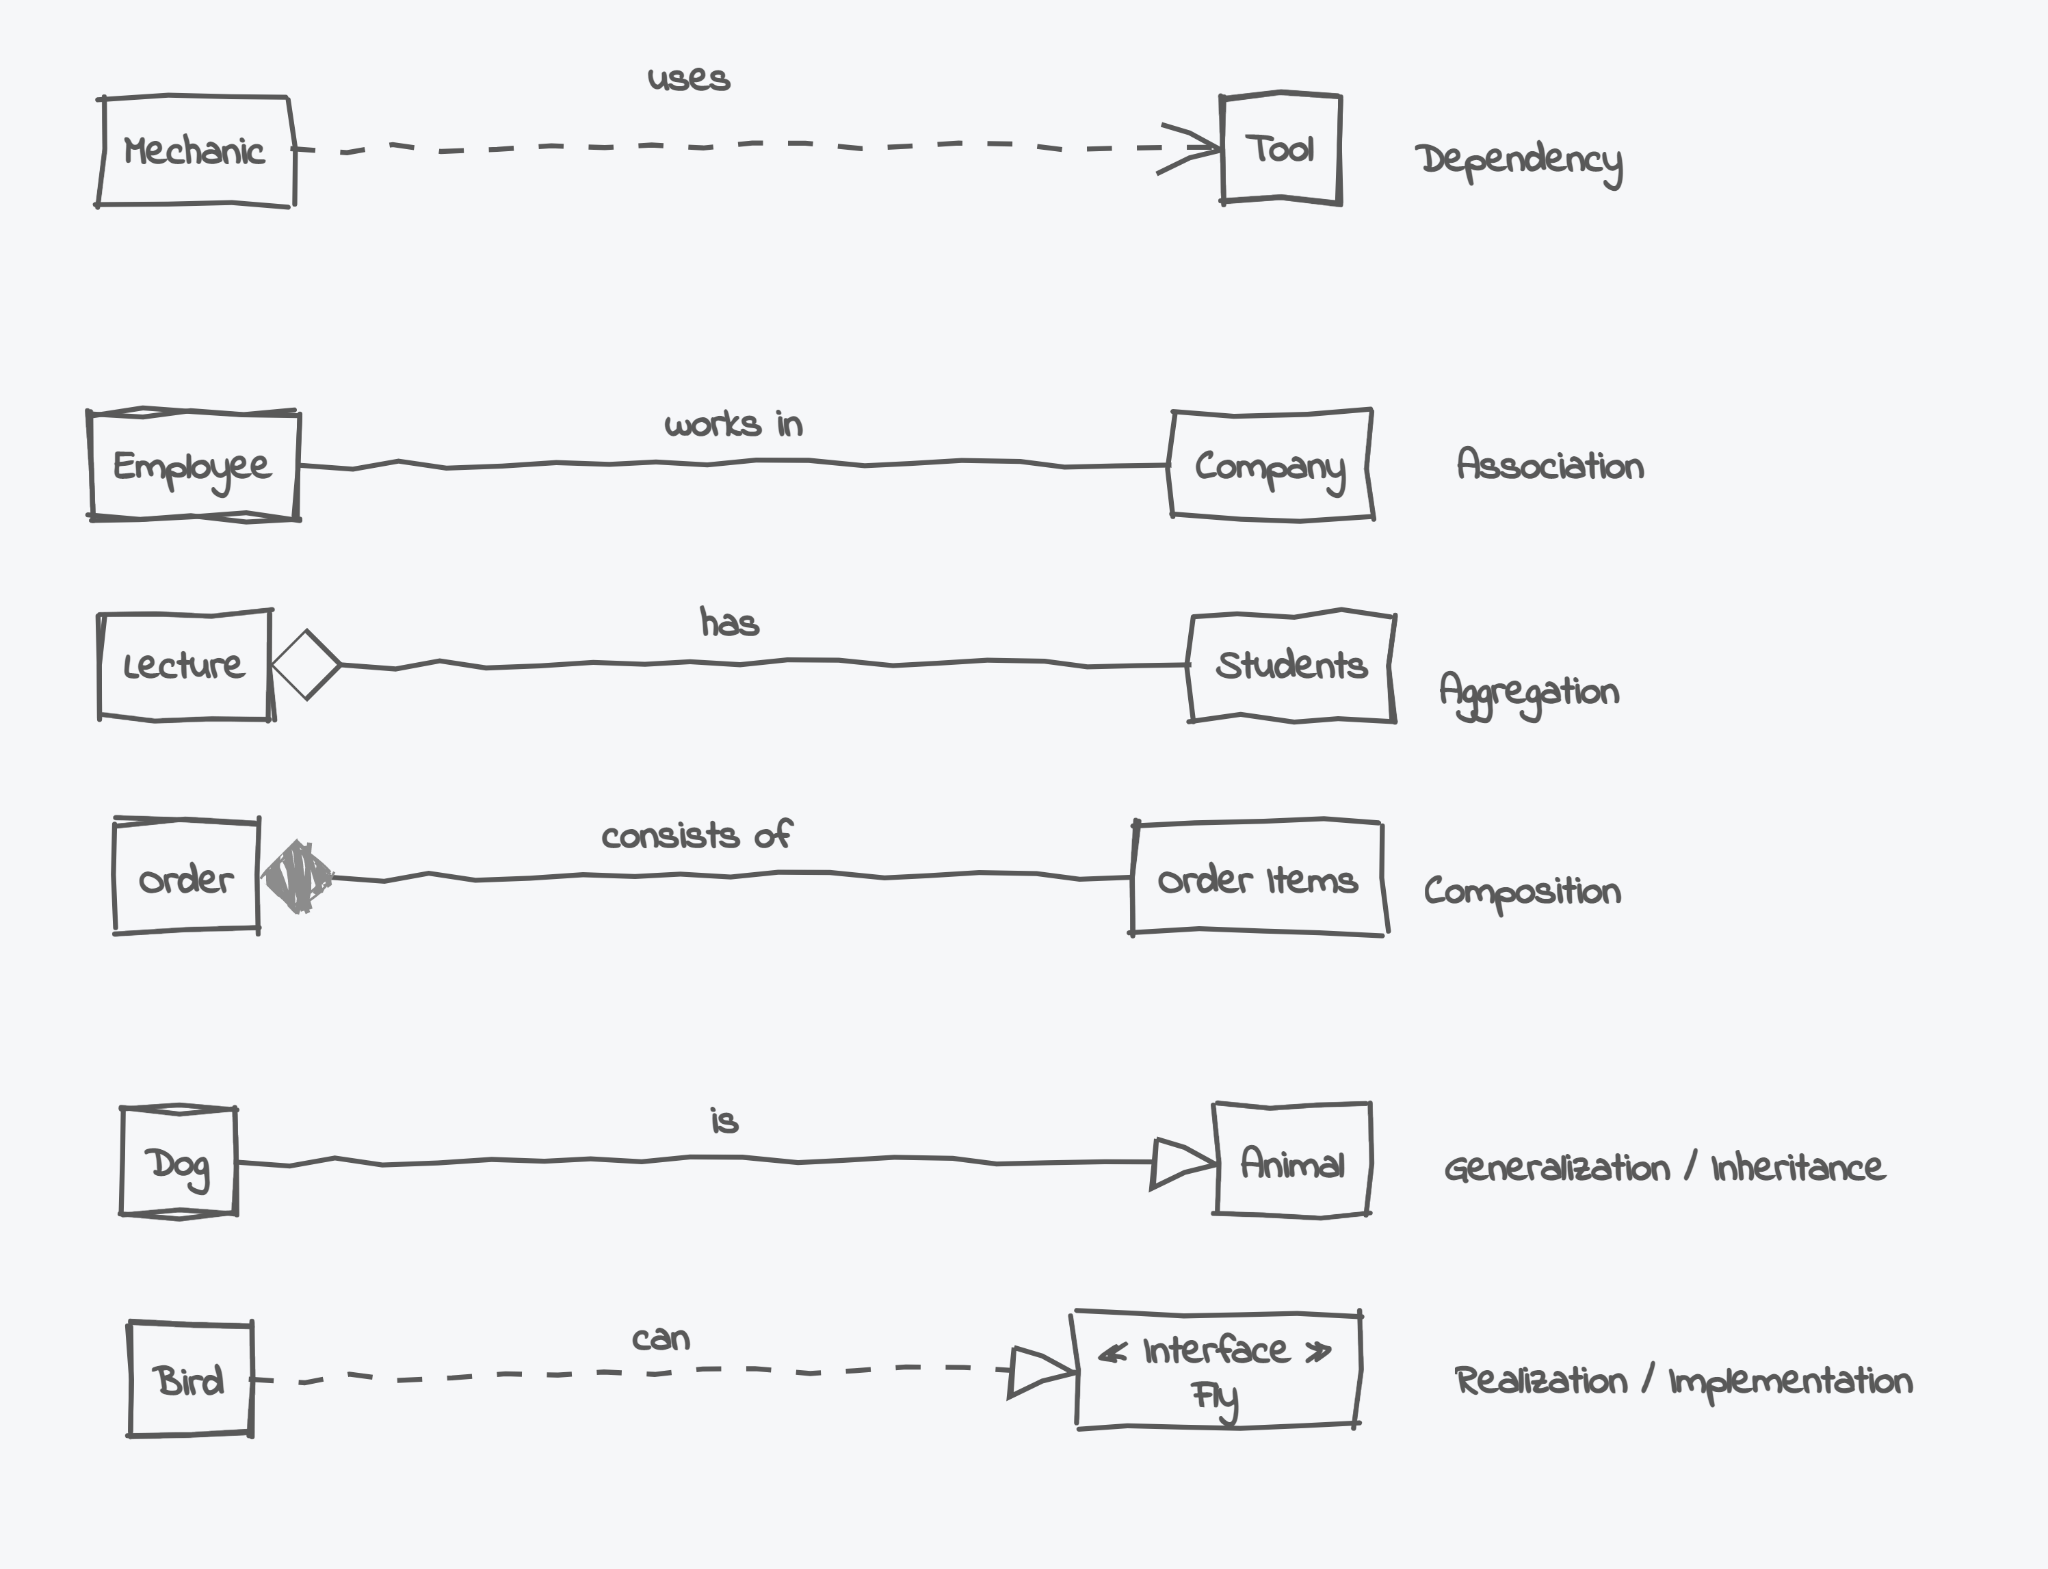 uses
Mechanic
Tool
Dependency
works in
Employee
Company
Association
has
Lecture
Students
Aggregation
consists of
Order
Order Items
Composition
is
Dog
Animal
Generalization / Inheritance
can
Bird
<< Interface >>
Fly
Realization / Implementation